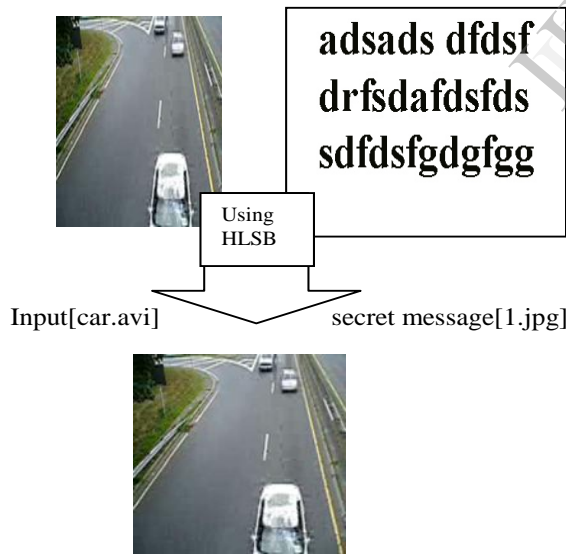 adsads dfdsf
drfsdafdsfds
sdfdsfgdgfgg
Using
HLSB
Input[car.avi]
secret message[1.jpg]